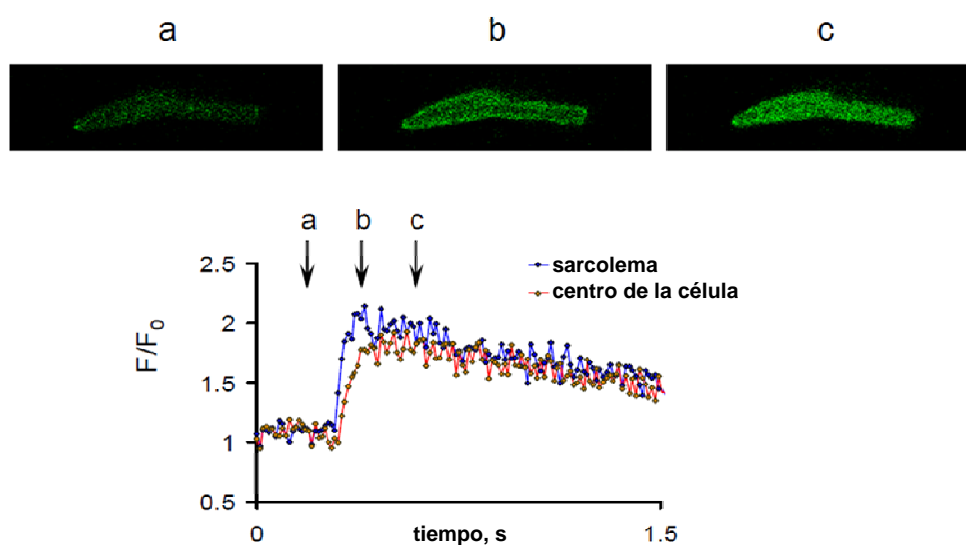 a b c
a b c
2.5
2
1.5
1
0.5
F/F0
sarcolema
centro de la célula
0 tiempo, s 1.5